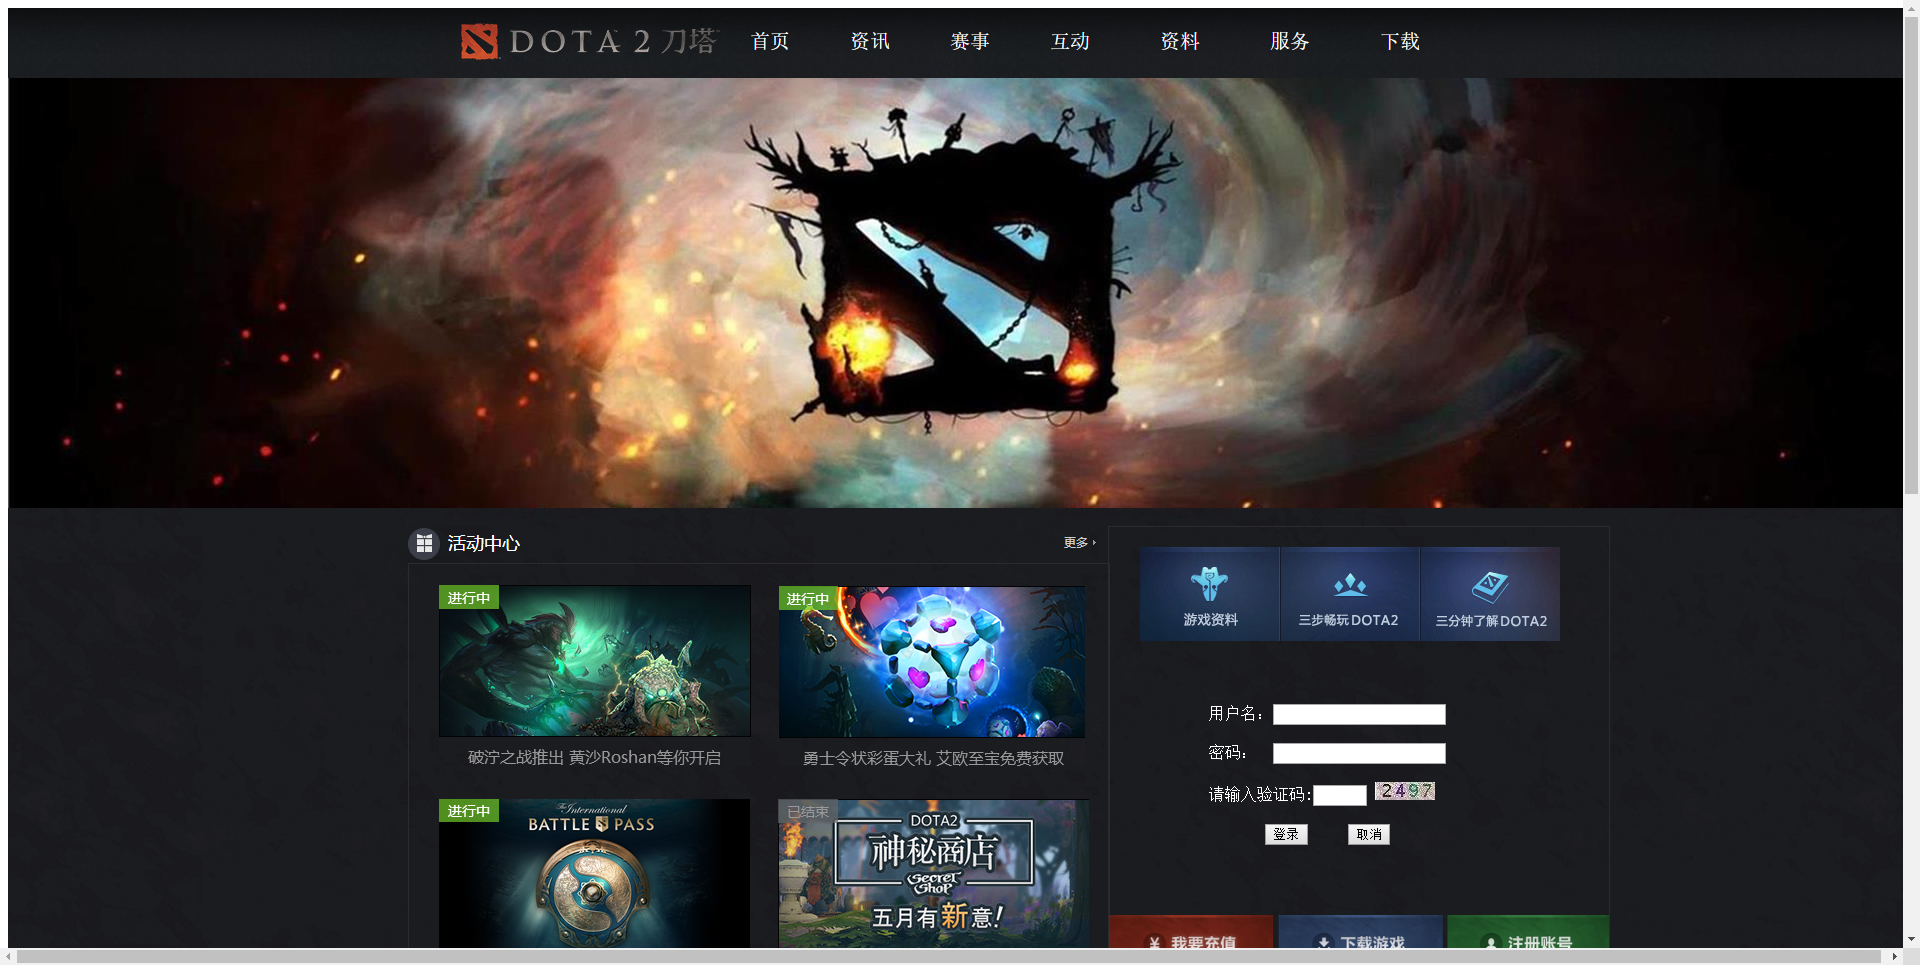 DOTA 2 刀塔 首页 资讯 赛事 互动 资料 服务 下载
活动中心 更多
游戏资料 三步畅玩DOTA2 三分钟了解DOTA2
进行中 进行中
破泞之战推出 黄沙Roshan等你开启 勇士令状彩蛋大礼 艾欧至宝免费获取
用户名：
密码：
请输入验证码: 2497
登录 取消
进行中
The International
BATTLE PASS
已结束
DOTA2
神秘商店
SECRET SHOP
五月有新意!
¥ 我要充值 下载游戏 注册账号